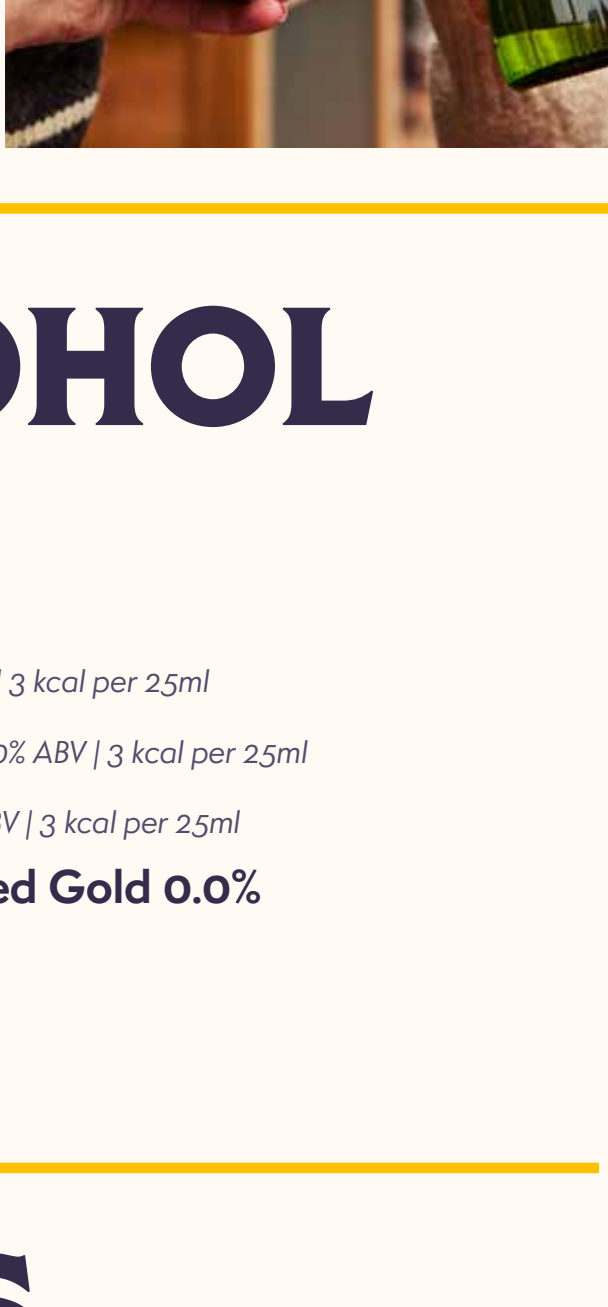 OHOL
| 3 kcal per 25ml
0% ABV | 3 kcal per 25ml
BV | 3 kcal per 25ml
ed Gold 0.0%
S